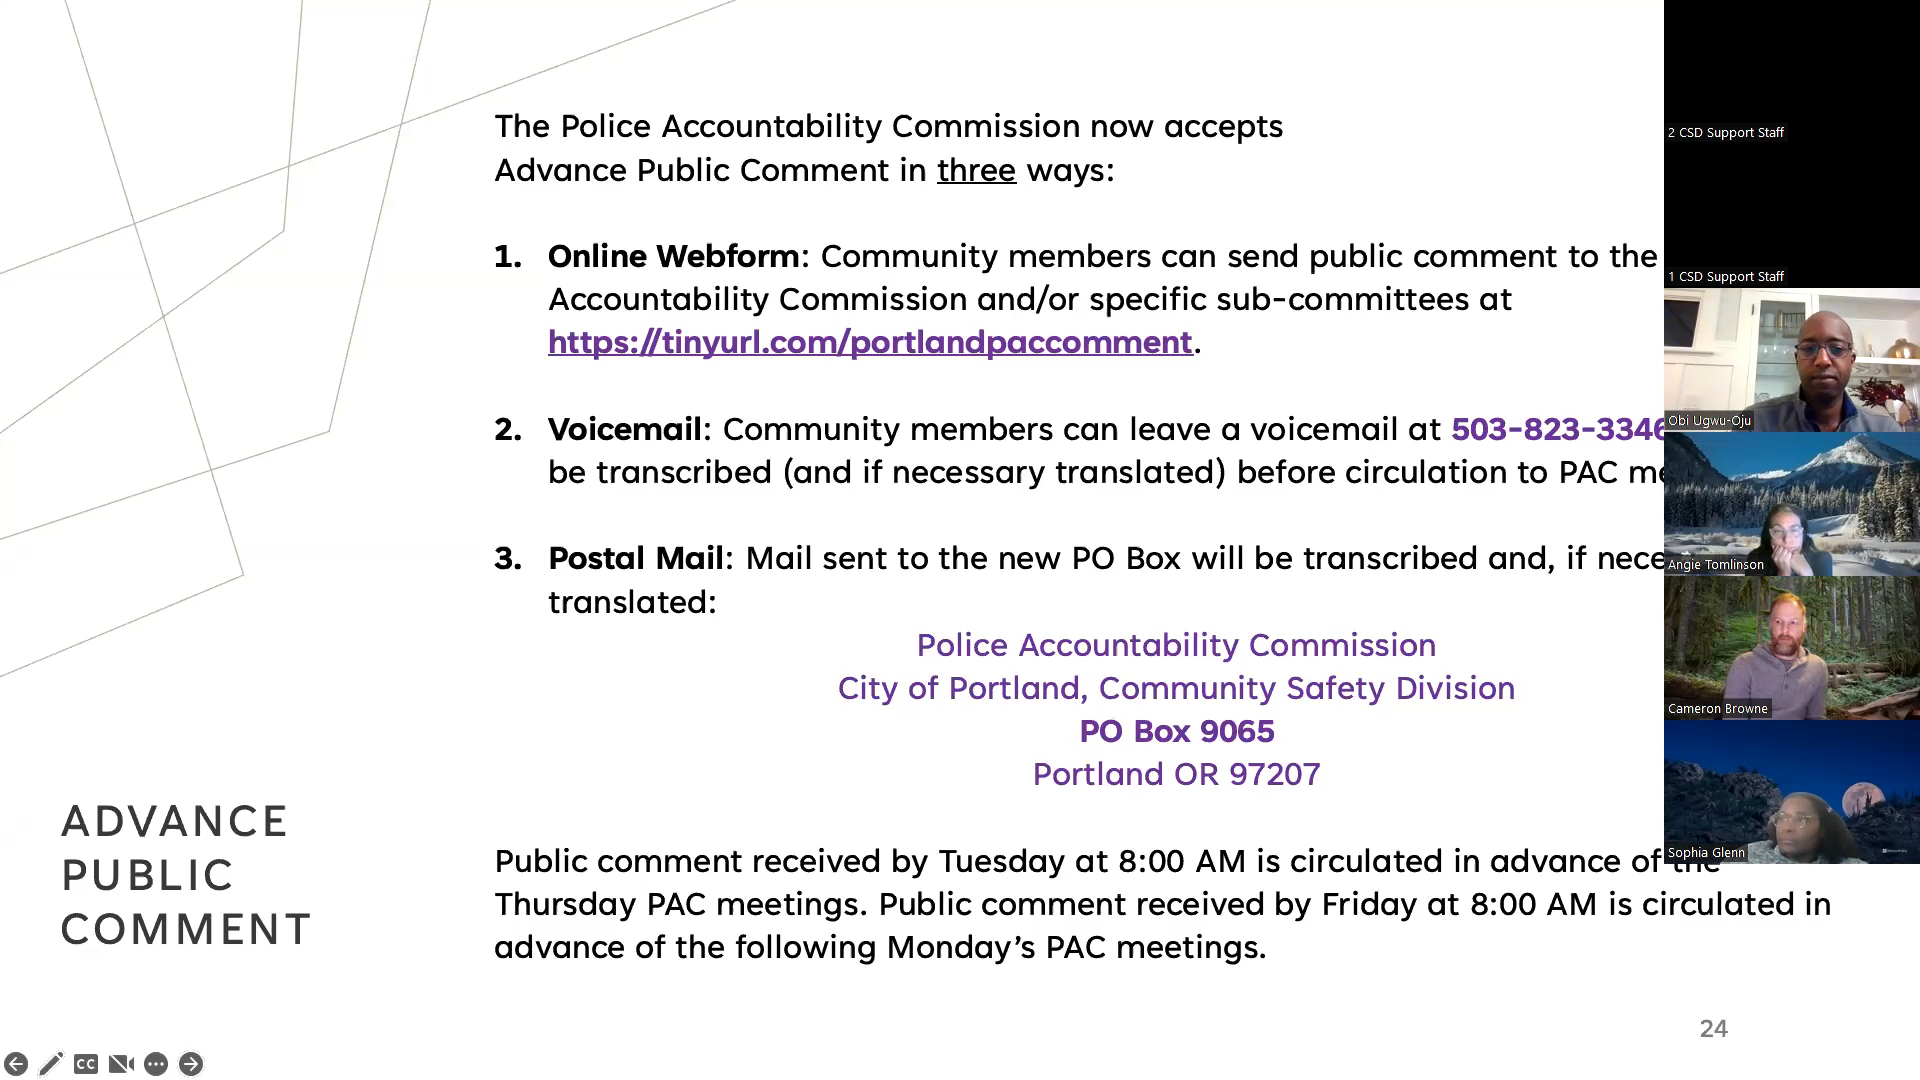 The Police Accountability Commission now accepts
Advance Public Comment in three ways:
1. Online Webform: Community members can send public comment to the
Accountability Commission and/or specific sub-committees at
https://tinyurl.com/portlandpaccomment.
2. Voicemail: Community members can leave a voicemail at 503-823-3346
be transcribed (and if necessary translated) before circulation to PAC
3. Postal Mail: Mail sent to the new PO Box will be transcribed and, if
translated:
Police Accountability Commission
City of Portland, Community Safety Division
PO Box 9065
Portland OR 97207
Public comment received by Tuesday at 8:00 AM is circulated in advance of the
Thursday PAC meetings. Public comment received by Friday at 8:00 AM is circulated in
advance of the following Monday’s PAC meetings.
ADVANCE
PUBLIC
COMMENT
24
2 CSD Support Staff
1 CSD Support Staff
Obi Ugwu-Oju
Angie Tomlinson
Cameron Browne
Sophia Glenn
CC